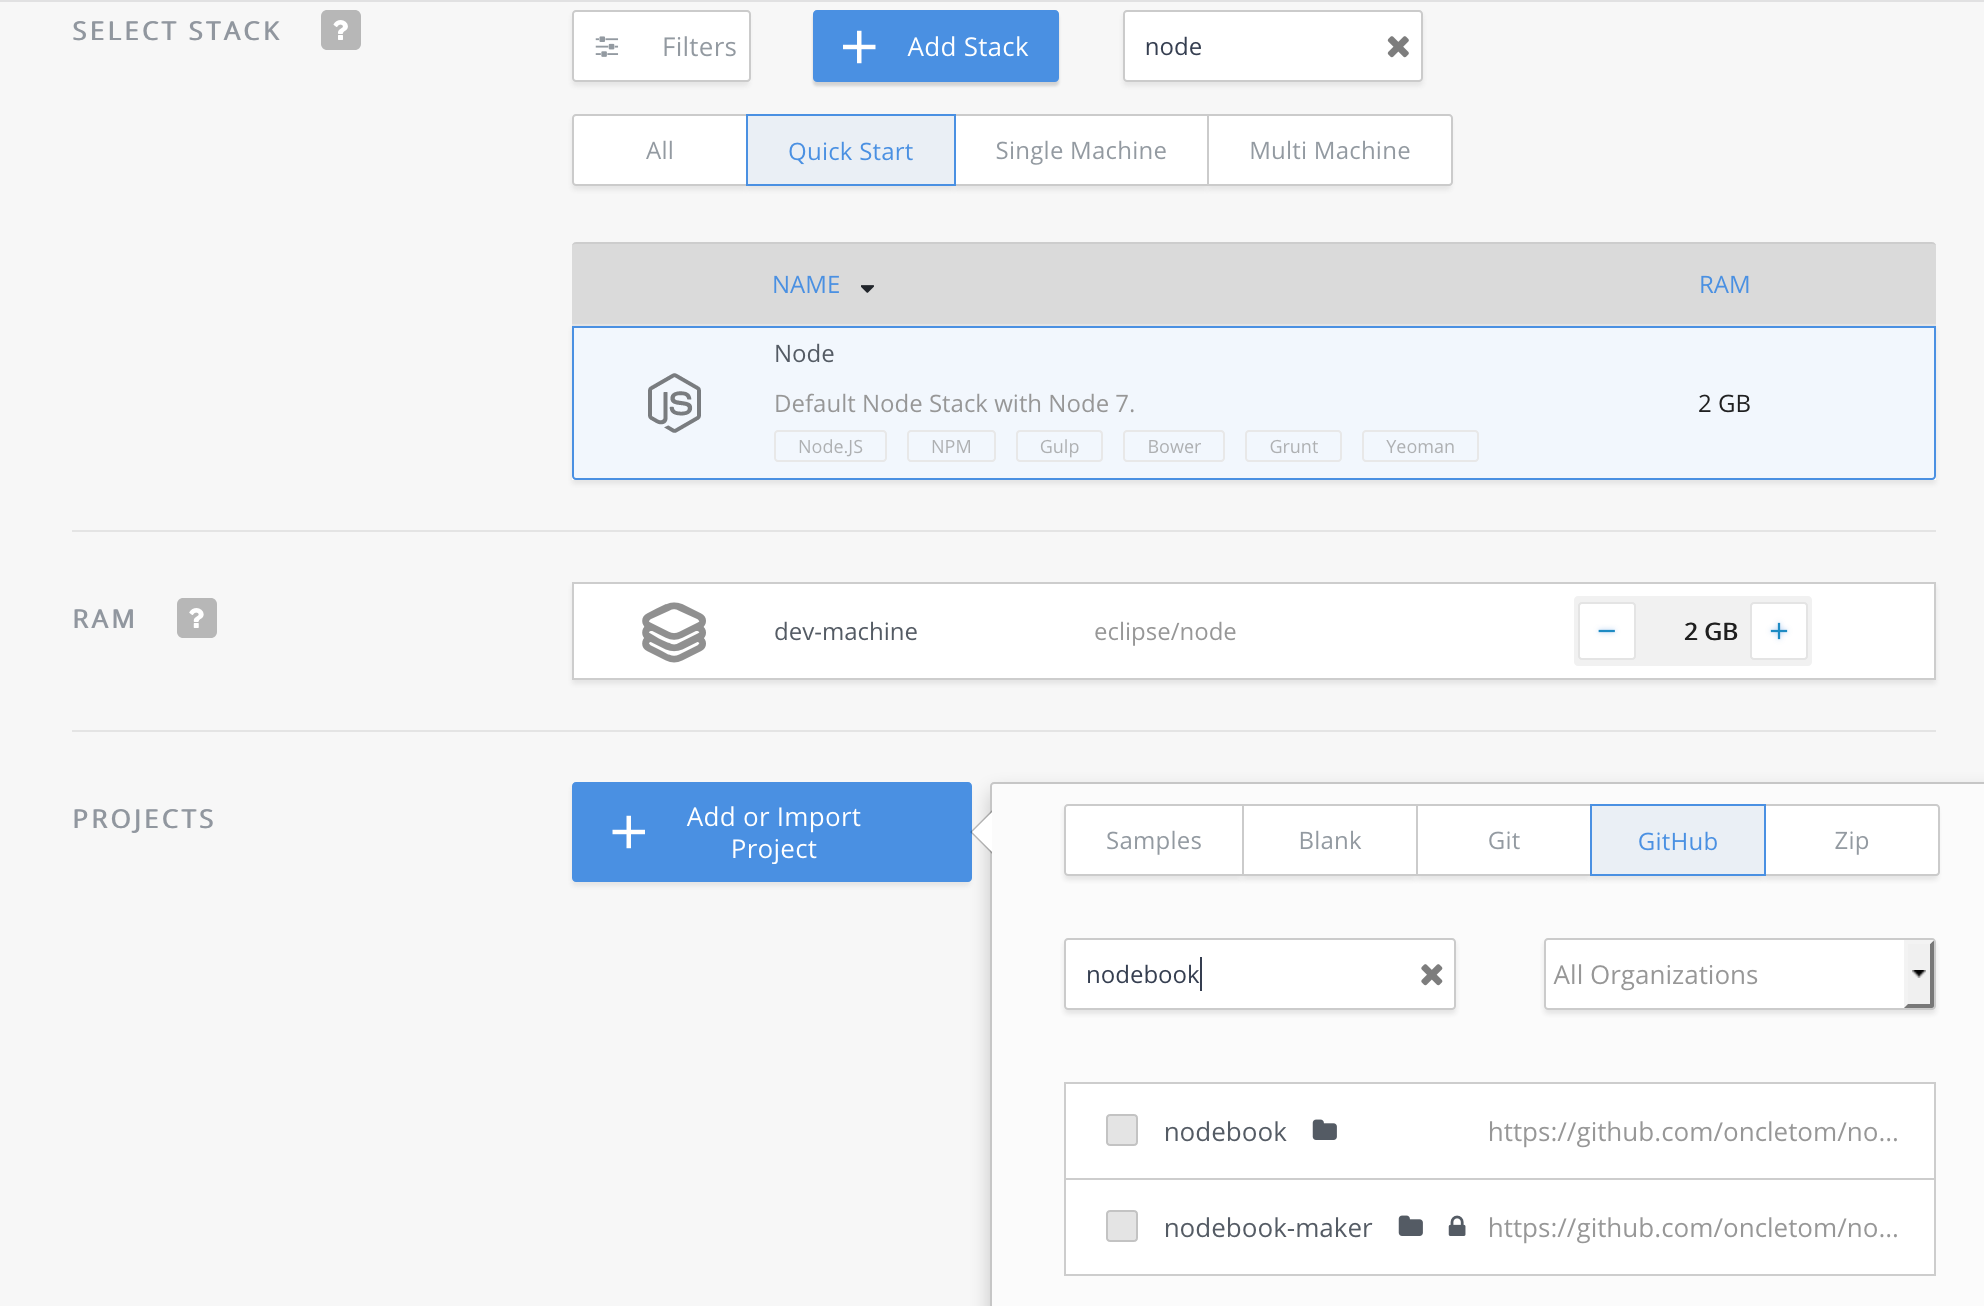 SELECT STACK ?
Filters
Add Stack
node
All
Quick Start
Single Machine
Multi Machine
NAME
RAM
JS
Node
Default Node Stack with Node 7.
2 GB
Node.JS
NPM
Gulp
Bower
Grunt
Yeoman
RAM ?
dev-machine
eclipse/node
− 2 GB +
PROJECTS
Add or Import
Project
Samples
Blank
Git
GitHub
Zip
nodebook
All Organizations
nodebook
https://github.com/oncletom/no...
nodebook-maker
https://github.com/oncletom/no...